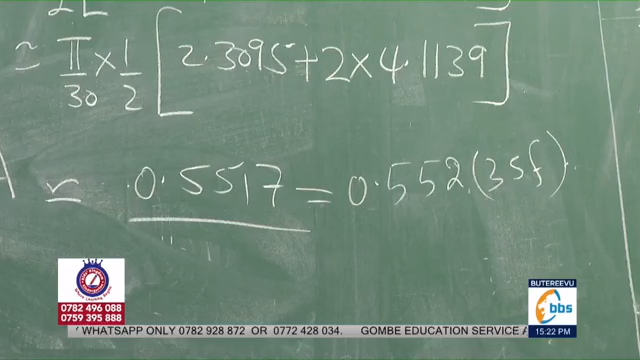 ≈ π/30 × 1/2 [2.3095 + 2 × 4.1139]
A ≃ 0.5517 = 0.552 (3sf).
0782 496 088
0759 395 888
BUTEREEVU
bbs
15:22 PM
WHATSAPP ONLY 0782 928 872 OR 0772 428 034. GOMBE EDUCATION SERVICE A